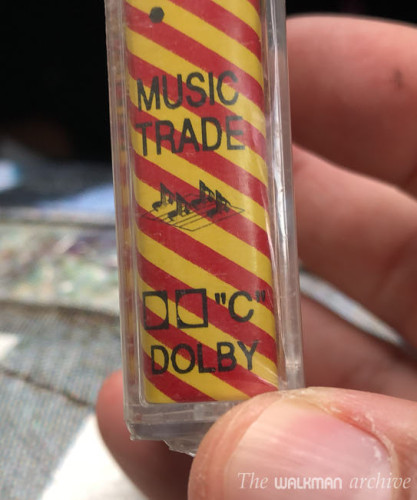 MUSIC
TRADE
"C"
DOLBY
The WALKMAN archive